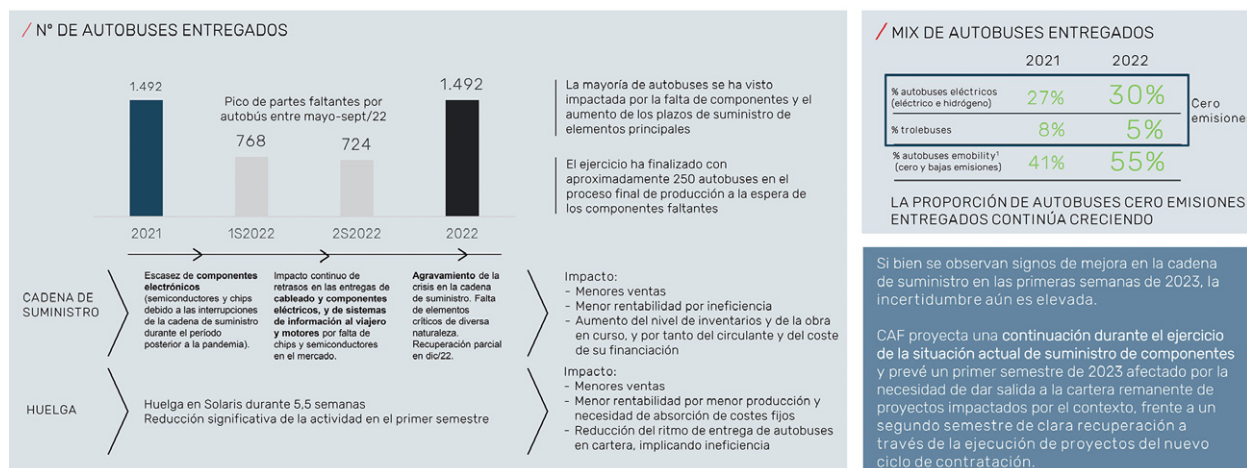 / Nº DE AUTOBUSES ENTREGADOS
1.492
Pico de partes faltantes por
autobús entre mayo-sept/22
768
724
1.492
2021
1S2022
2S2022
2022
La mayoría de autobuses se ha visto
impactada por la falta de componentes y el
aumento de los plazos de suministro de
elementos principales
El ejercicio ha finalizado con
aproximadamente 250 autobuses en el
proceso final de producción a la espera de
los componentes faltantes
CADENA DE
SUMINISTRO
Escasez de componentes
electrónicos
(semiconductores y chips
debido a las interrupciones
de la cadena de suministro
durante el período
posterior a la pandemia).
Impacto continuo de
retrasos en las entregas de
cableado y componentes
eléctricos, y de sistemas
de información al viajero
y motores por falta de
chips y semiconductores
en el mercado.
Agravamiento de la
crisis en la cadena
de suministro. Falta
de elementos
críticos de diversa
naturaleza.
Recuperación parcial
en dic/22.
Impacto:
- Menores ventas
- Menor rentabilidad por ineficiencia
- Aumento del nivel de inventarios y de la obra
en curso, y por tanto del circulante y del coste
de su financiación
HUELGA
Huelga en Solaris durante 5,5 semanas
Reducción significativa de la actividad en el primer semestre
Impacto:
- Menores ventas
- Menor rentabilidad por menor producción y
necesidad de absorción de costes fijos
- Reducción del ritmo de entrega de autobuses
en cartera, implicando ineficiencia
/ MIX DE AUTOBUSES ENTREGADOS
2021 2022
% autobuses eléctricos
(eléctrico e hidrógeno) 27% 30%
% trolebuses 8% 5%
Cero
emisiones
% autobuses emobility¹
(cero y bajas emisiones) 41% 55%
LA PROPORCIÓN DE AUTOBUSES CERO EMISIONES
ENTREGADOS CONTINÚA CRECIENDO
Si bien se observan signos de mejora en la cadena
de suministro en las primeras semanas de 2023, la
incertidumbre aún es elevada.
CAF proyecta una continuación durante el ejercicio
de la situación actual de suministro de componentes
y prevé un primer semestre de 2023 afectado por la
necesidad de dar salida a la cartera remanente de
proyectos impactados por el contexto, frente a un
segundo semestre de clara recuperación a
través de la ejecución de proyectos del nuevo
ciclo de contratación.